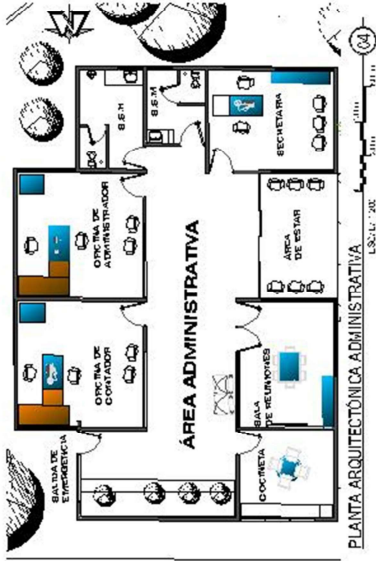 S.S.H
S.S.M
SECRETARIA
OFICINA DE
ADMINISTRADOR
ÁREA
DE ESTAR
ÁREA ADMINISTRATIVA
OFICINA DE
CONTADOR
SALA
DE REUNIONES
SALIDA DE
EMERGENCIA
COCINETA
PLANTA ARQUITECTÓNICA ADMINISTRATIVA
04